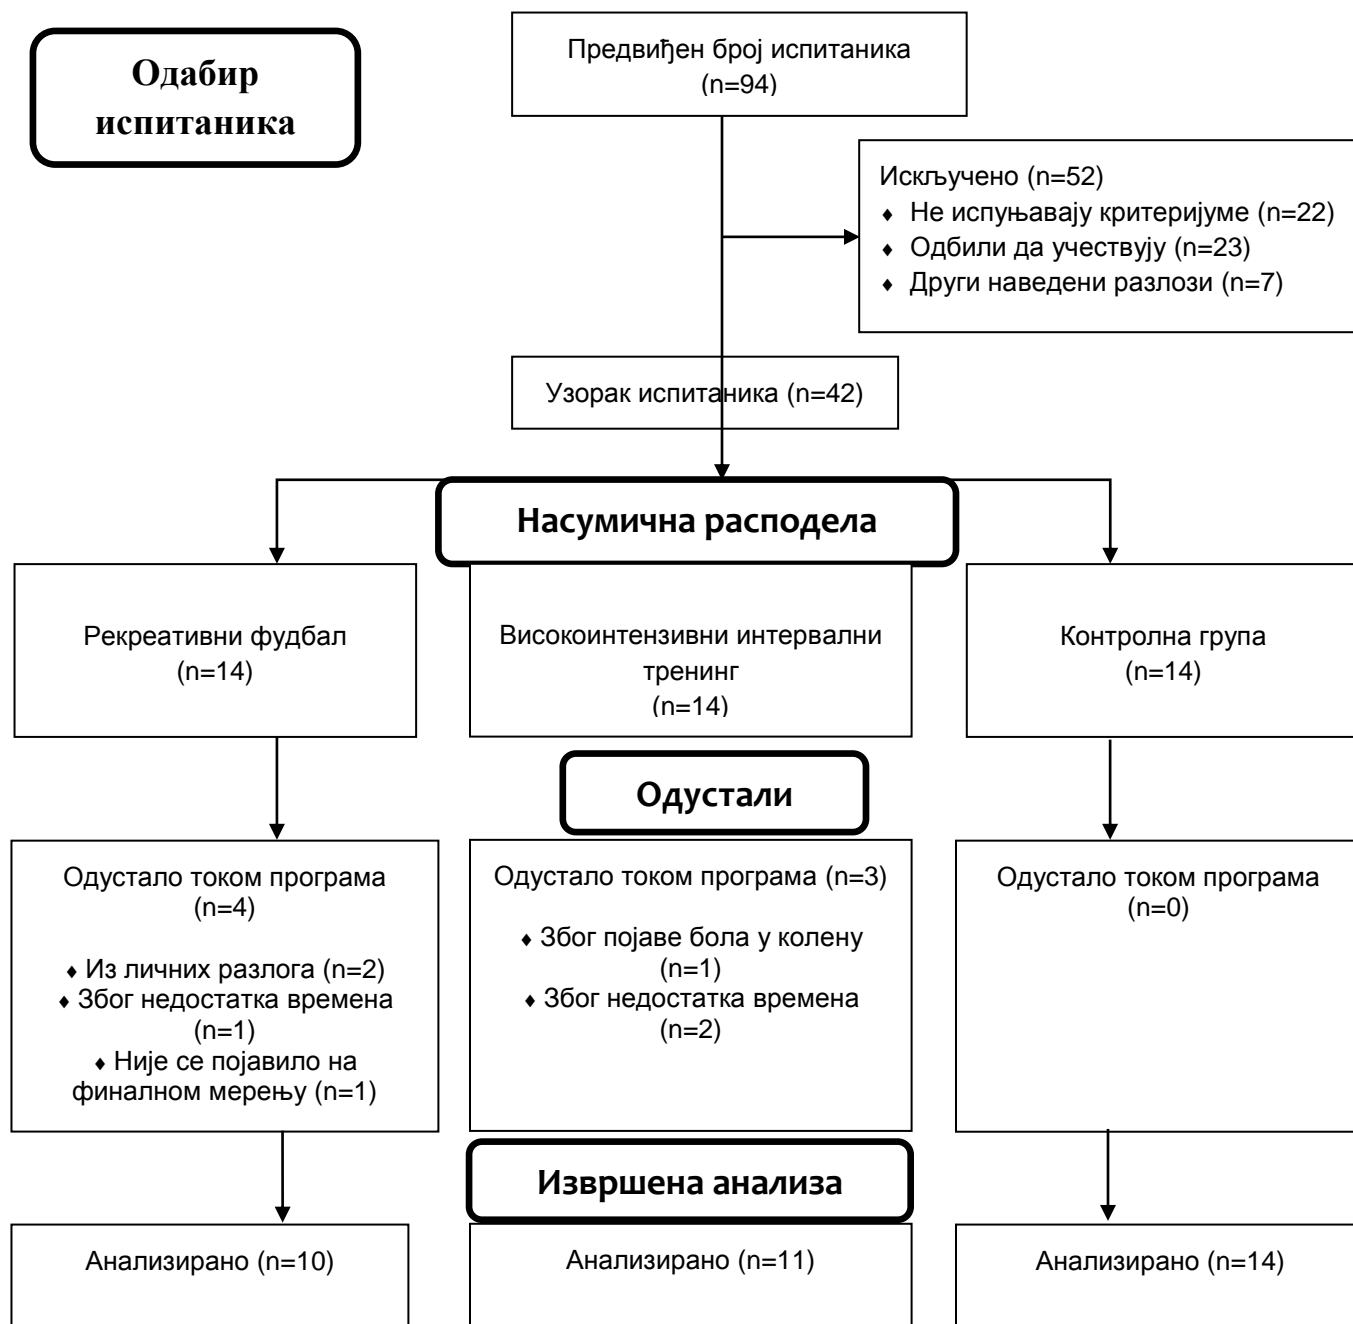 Одабир
испитаника
Предвиђен број испитаника
(n=94)
Искључено (n=52)
♦ Не испуњавају критеријуме (n=22)
♦ Одбили да учествују (n=23)
♦ Други наведени разлози (n=7)
Узорак испитаника (n=42)
Насумична расподела
Рекреативни фудбал
(n=14)
Високоинтензивни интервални
тренинг
(n=14)
Контролна група
(n=14)
Одустали
Одустало током програма
(n=4)
♦ Из личних разлога (n=2)
♦ Због недостатка времена
(n=1)
♦ Није се појавило на
финалном мерењу (n=1)
Одустало током програма (n=3)
♦ Због појаве бола у колену
(n=1)
♦ Због недостатка времена
(n=2)
Одустало током програма
(n=0)
Извршена анализа
Анализирано (n=10)
Анализирано (n=11)
Анализирано (n=14)